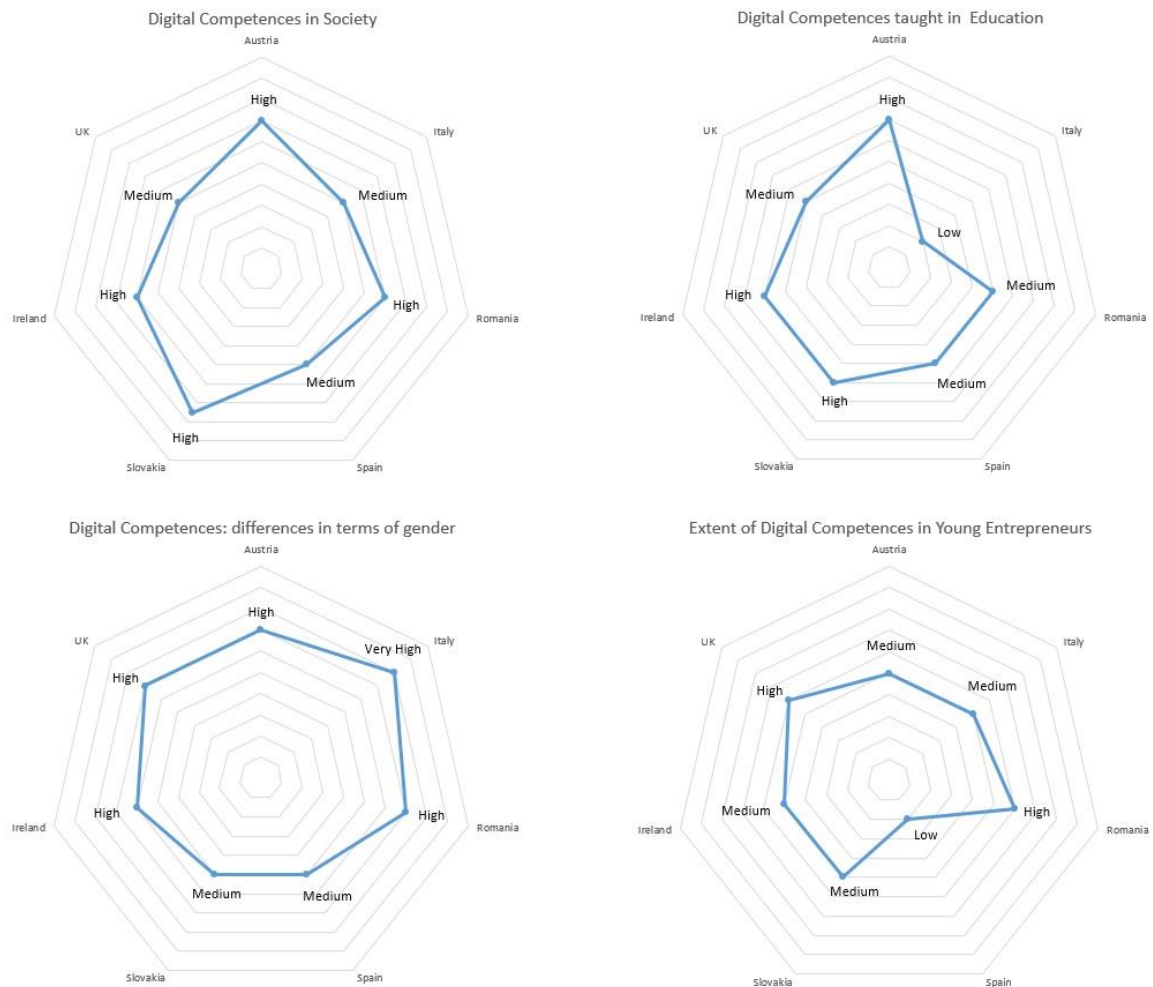 Digital Competences in Society
Austria
High
UK
Italy
Medium
Medium
High
High
Ireland
Romania
Medium
High
Slovakia
Spain
Digital Competences taught in  Education
Austria
High
UK
Italy
Medium
Low
High
Medium
Ireland
Romania
Medium
High
Slovakia
Spain
Digital Competences: differences in terms of gender
Austria
High
UK
Italy
Very High
High
High
High
Ireland
Romania
Medium
Medium
Slovakia
Spain
Extent of Digital Competences in Young Entrepreneurs
Austria
Medium
UK
Italy
High
Medium
Medium
High
Ireland
Romania
Low
Medium
Slovakia
Spain